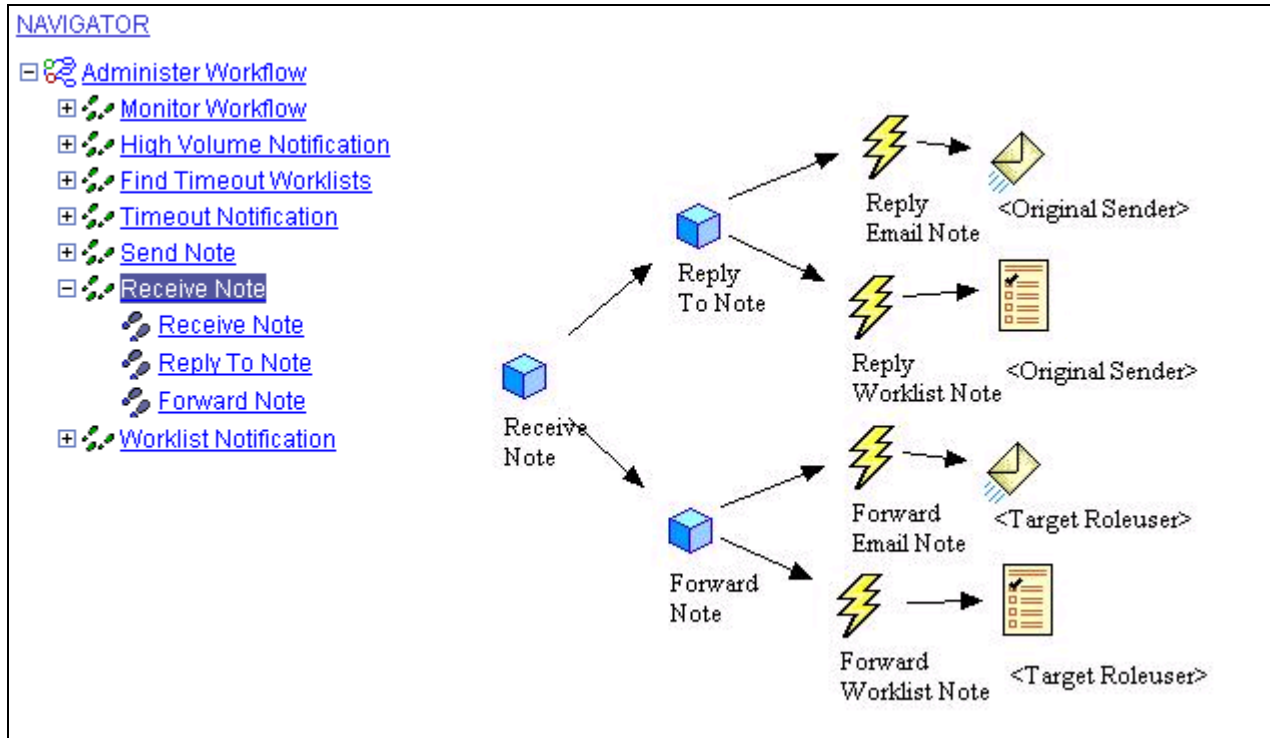 NAVIGATOR
Administer Workflow
Monitor Workflow
High Volume Notification
Find Timeout Worklists
Timeout Notification
Send Note
Receive Note
Receive Note
Reply To Note
Forward Note
Worklist Notification
Receive
Note
Reply
To Note
Reply
Email Note
<Original Sender>
Reply
Worklist Note
<Original Sender>
Forward
Note
Forward
Email Note
<Target Roleuser>
Forward
Worklist Note
<Target Roleuser>